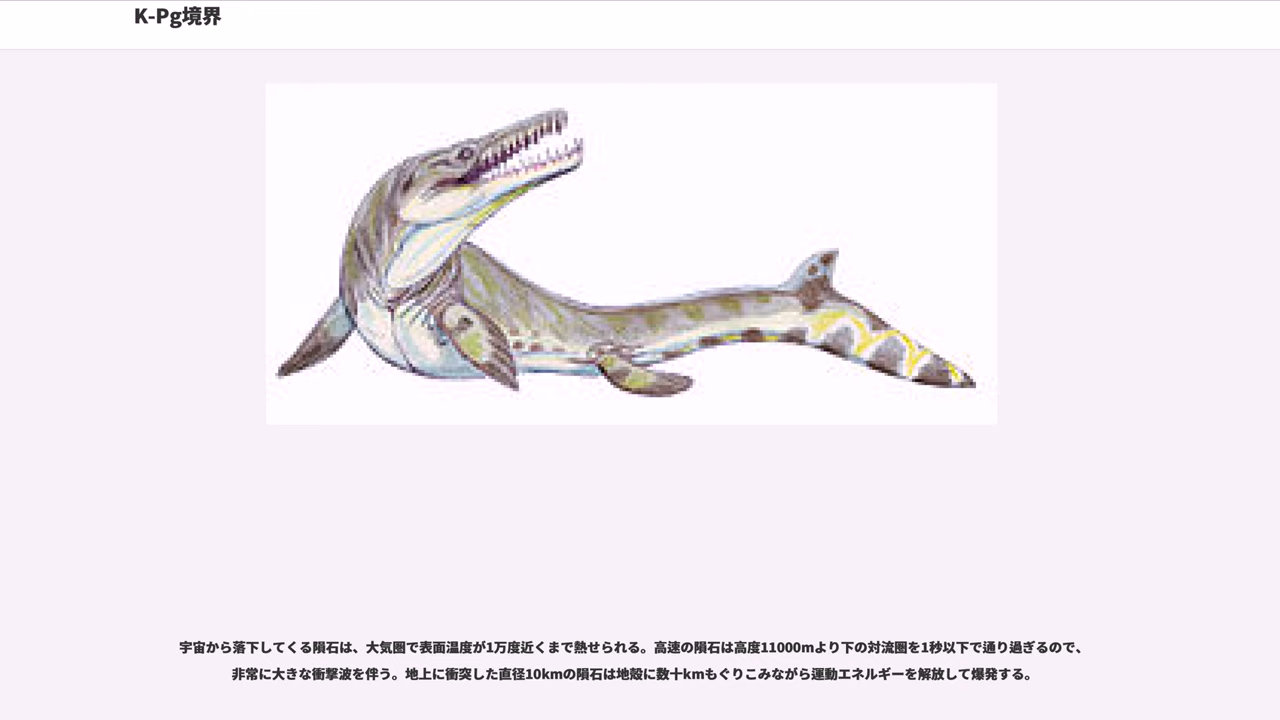 K-Pg境界
宇宙から落下してくる隕石は、大気圏で表面温度が1万度近くまで熱せられる。高速の隕石は高度11000mより下の対流圏を1秒以下で通り過ぎるので、
非常に大きな衝撃波を伴う。地上に衝突した直径10kmの隕石は地殻に数十kmもぐりこみながら運動エネルギーを解放して爆発する。